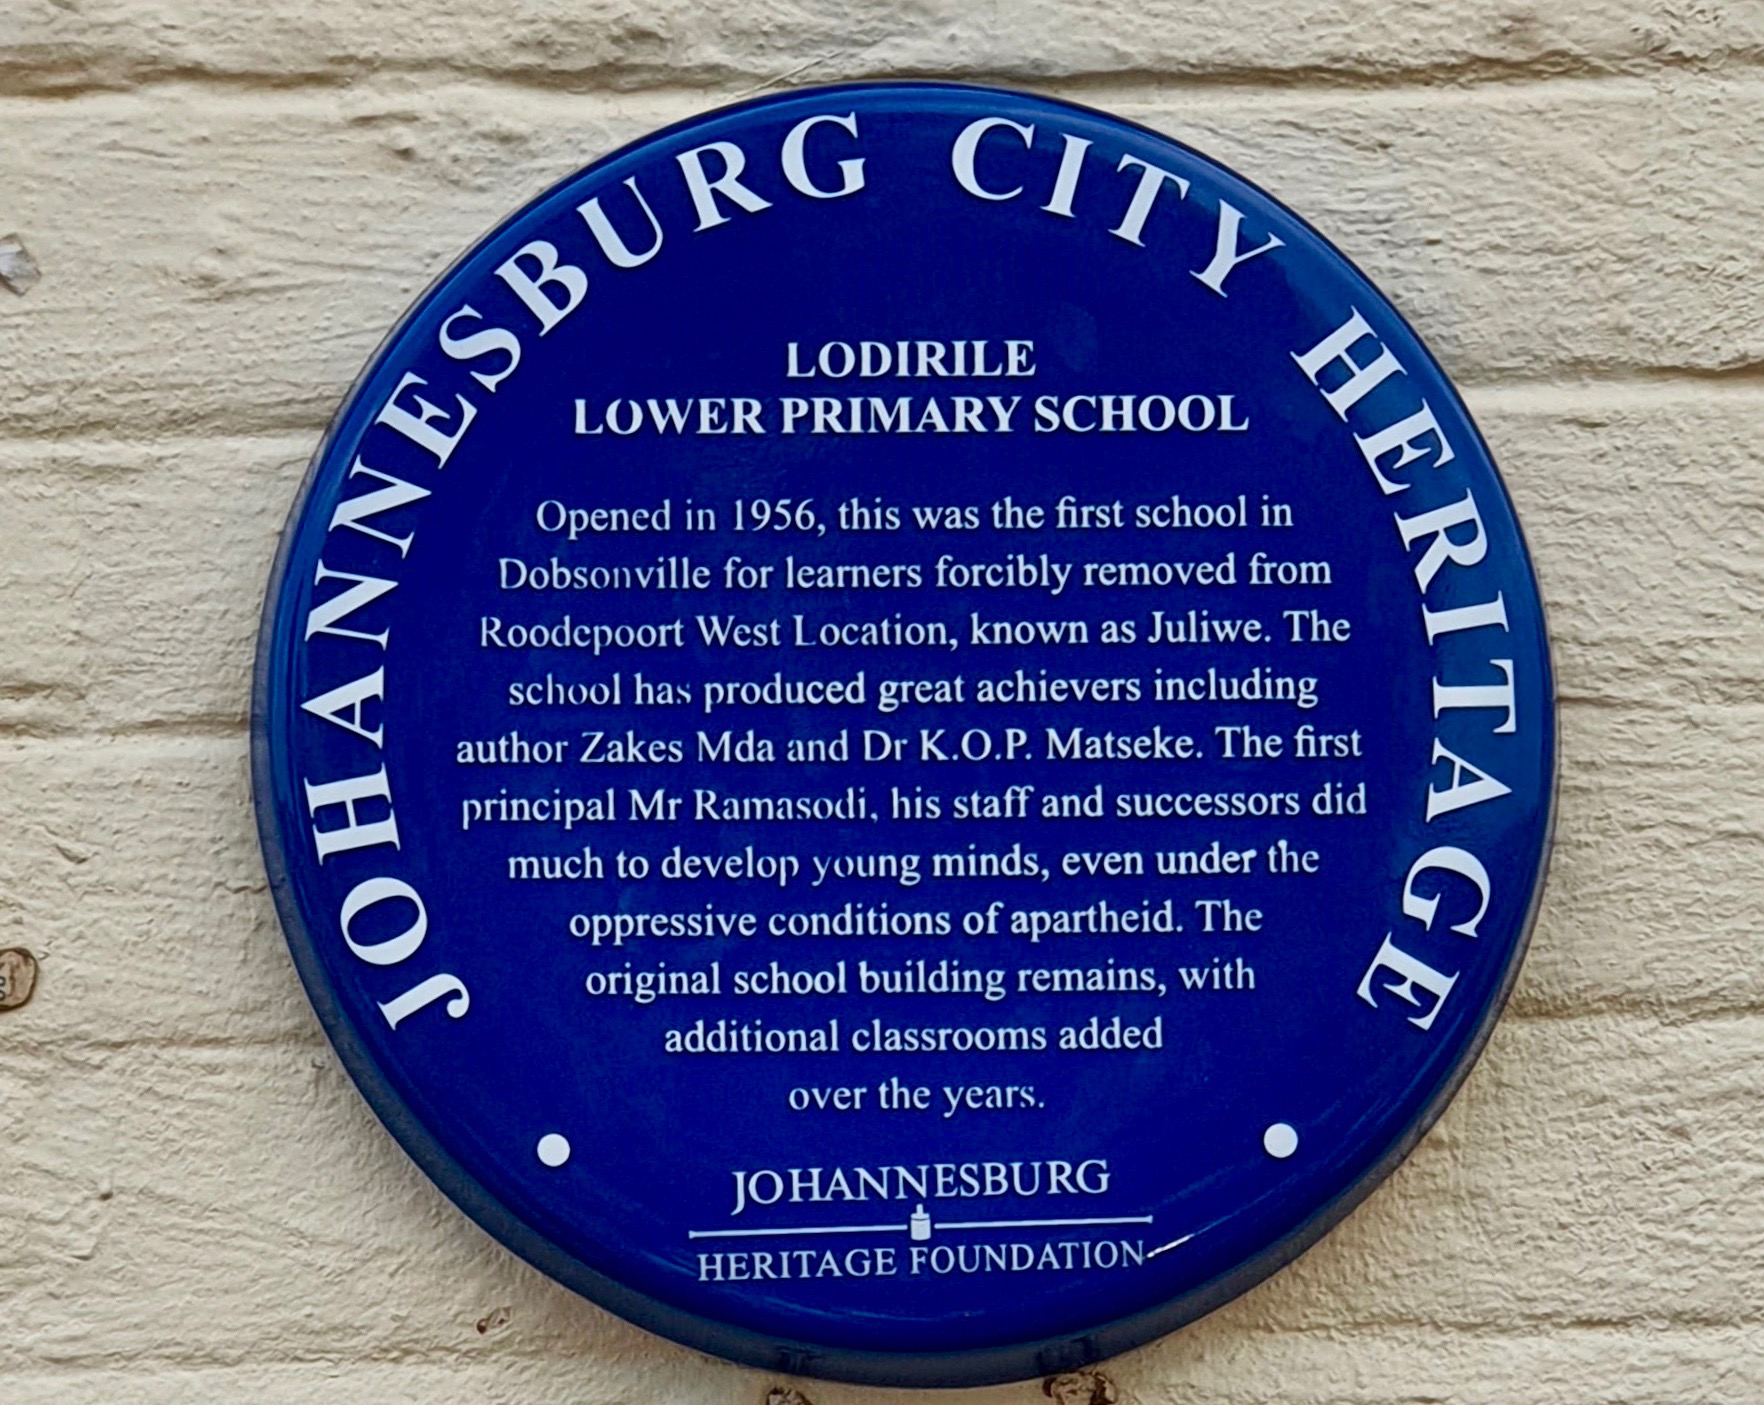 JOHANNESBURG CITY HERITAGE
LODIRILE
LOWER PRIMARY SCHOOL
Opened in 1956, this was the first school in
Dobsonville for learners forcibly removed from
Roodepoort West Location, known as Juliwe. The
school has produced great achievers including
author Zakes Mda and Dr K.O.P. Matseke. The first
principal Mr Ramasodi, his staff and successors did
much to develop young minds, even under the
oppressive conditions of apartheid. The
original school building remains, with
additional classrooms added
over the years.
JOHANNESBURG
HERITAGE FOUNDATION